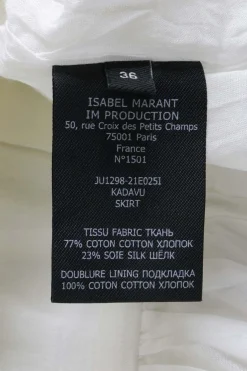 36
ISABEL MARANT
IM PRODUCTION
50, rue Croix des Petits Champs
75001 Paris
France
N°1501
JU1298-21E025I
KADAVU
SKIRT
TISSU FABRIC ТКАНЬ
77% COTON COTTON ХЛОПОК
23% SOIE SILK ШЁЛК
DOUBLURE LINING ПОДКЛАДКА
100% COTON COTTON ХЛОПОК